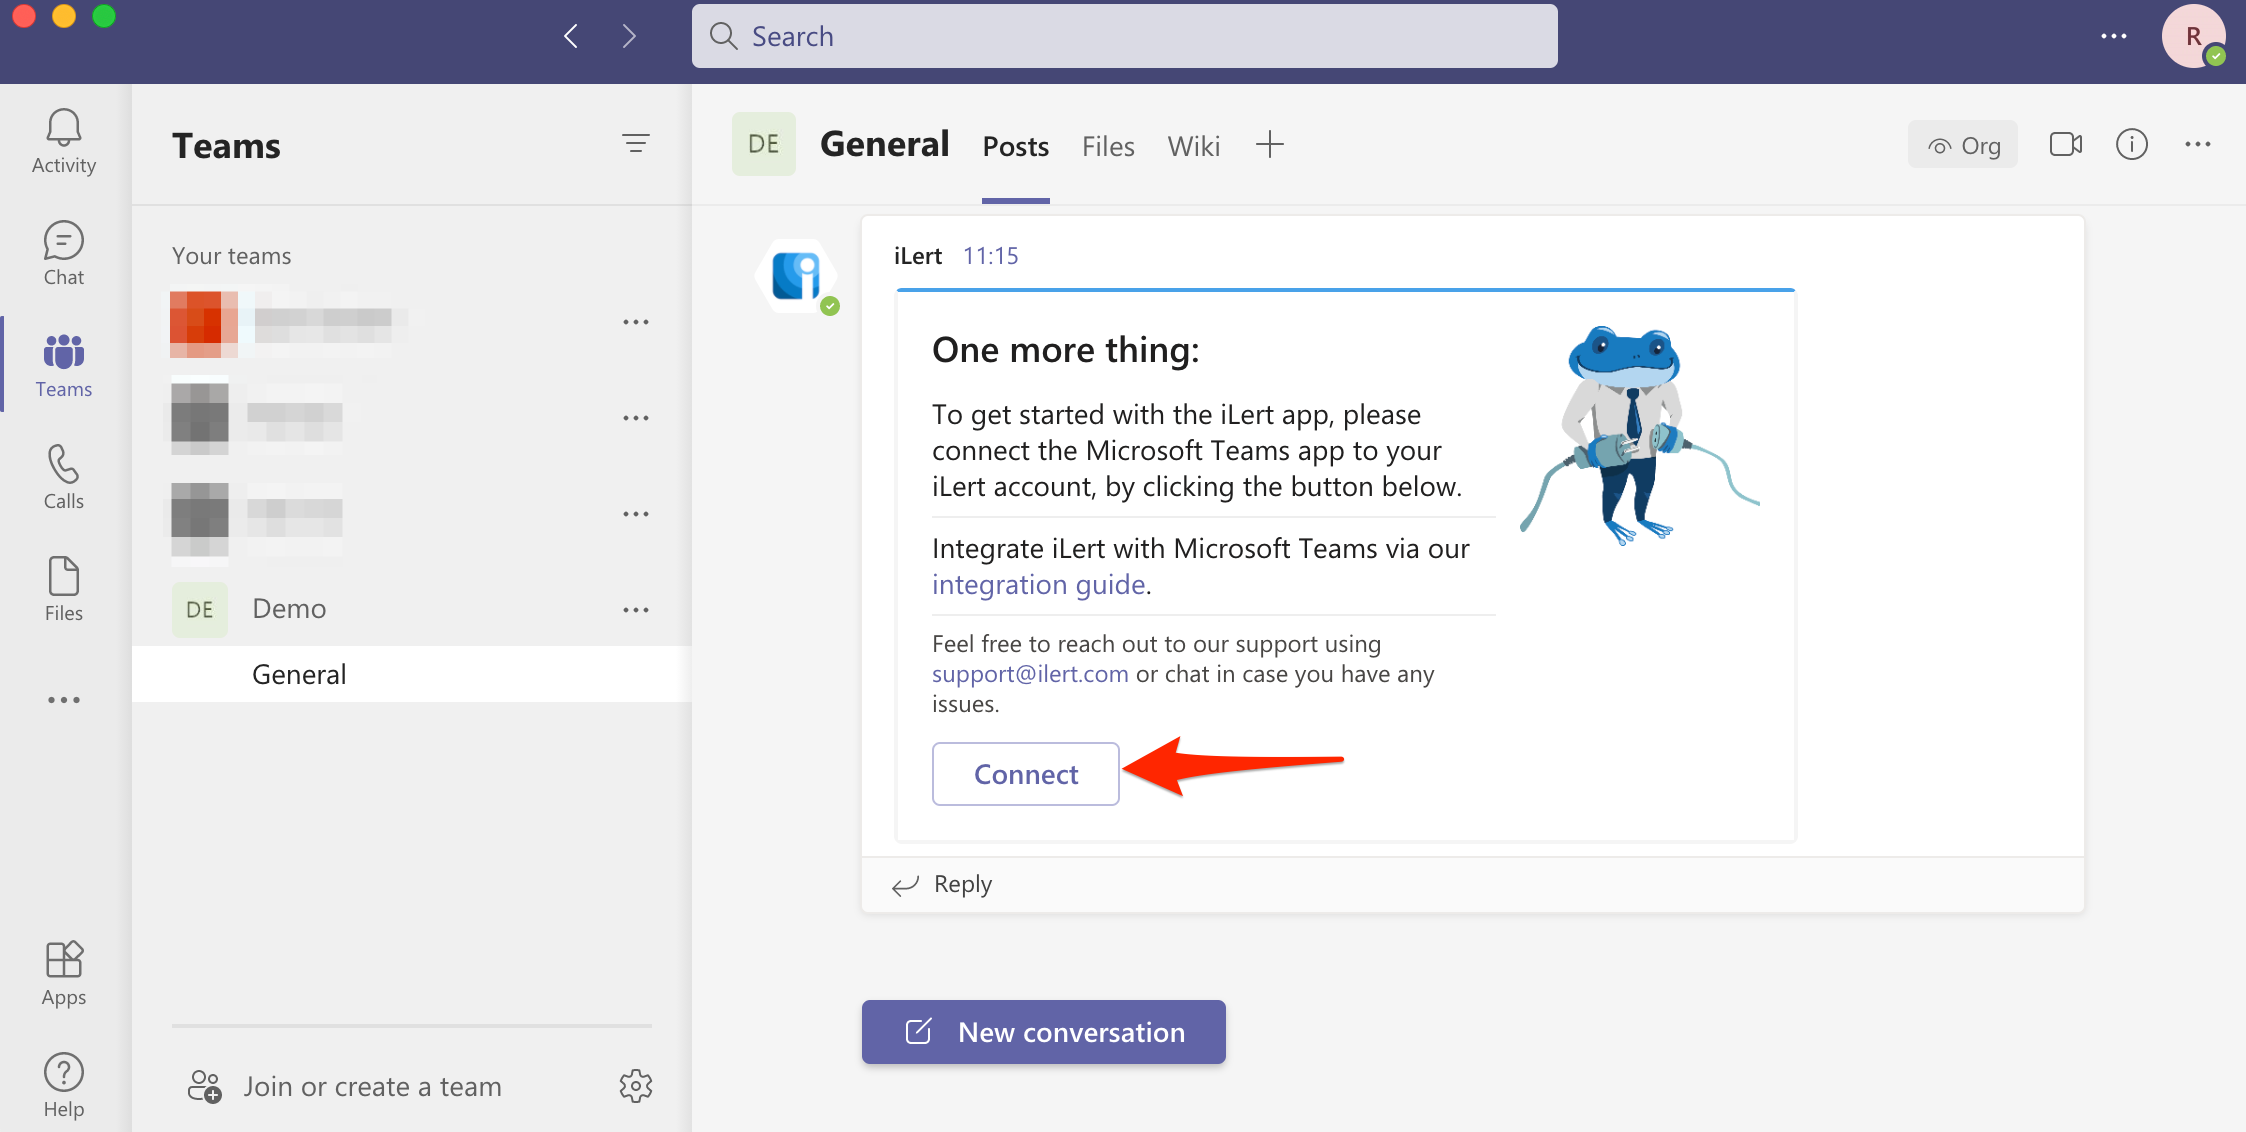 Search
R
Activity
Chat
Teams
Calls
Files
Apps
Help
Teams
Your teams
DE Demo
General
Join or create a team
DE General Posts Files Wiki
Org
iLert 11:15
One more thing:
To get started with the iLert app, please
connect the Microsoft Teams app to your
iLert account, by clicking the button below.
Integrate iLert with Microsoft Teams via our
integration guide.
Feel free to reach out to our support using
support@ilert.com or chat in case you have any
issues.
Connect
Reply
New conversation